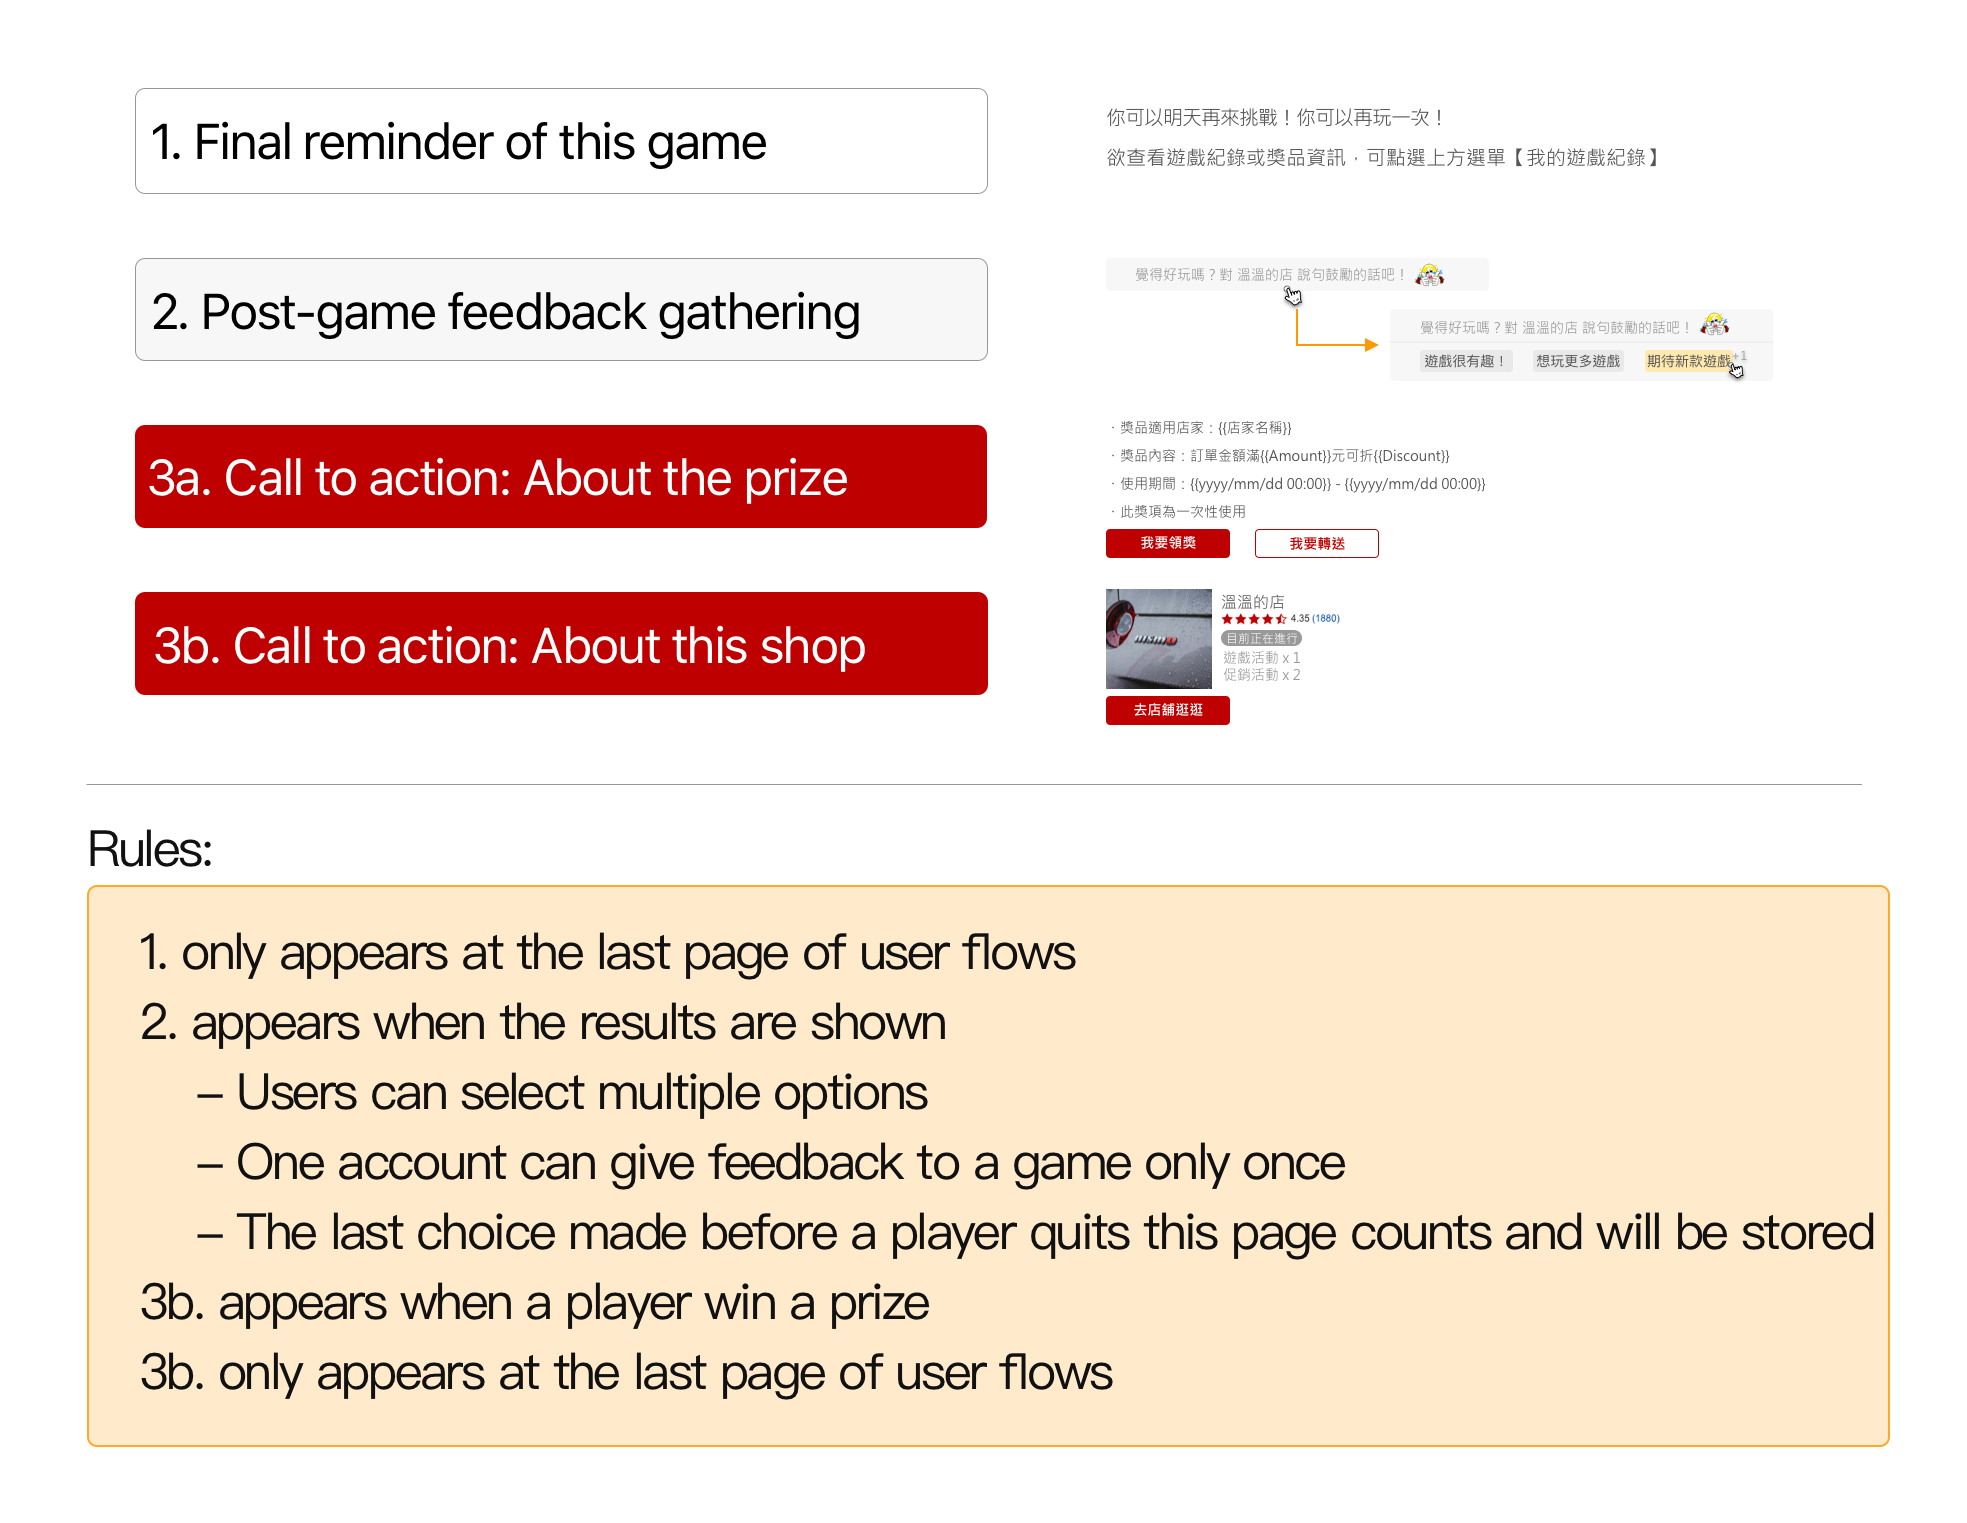 1. Final reminder of this game
你可以明天再來挑戰！你可以再玩一次！
欲查看遊戲紀錄或獎品資訊，可點選上方選單【我的遊戲紀錄】
2. Post-game feedback gathering
覺得好玩嗎？對 溫溫的店 說句鼓勵的話吧！
覺得好玩嗎？對 溫溫的店 說句鼓勵的話吧！
遊戲很有趣！ 想玩更多遊戲 期待新款遊戲 +1
3a. Call to action: About the prize
・獎品適用店家：{{店家名稱}}
・獎品內容：訂單金額滿{{Amount}}元可折{{Discount}}
・使用期間：{{yyyy/mm/dd 00:00}} - {{yyyy/mm/dd 00:00}}
・此獎項為一次性使用
我要領獎 我要轉送
3b. Call to action: About this shop
nismo
溫溫的店
4.35 (1880)
目前正在進行
遊戲活動 x 1
促銷活動 x 2
去店舖逛逛
Rules:
1. only appears at the last page of user flows
2. appears when the results are shown
– Users can select multiple options
– One account can give feedback to a game only once
– The last choice made before a player quits this page counts and will be stored
3b. appears when a player win a prize
3b. only appears at the last page of user flows